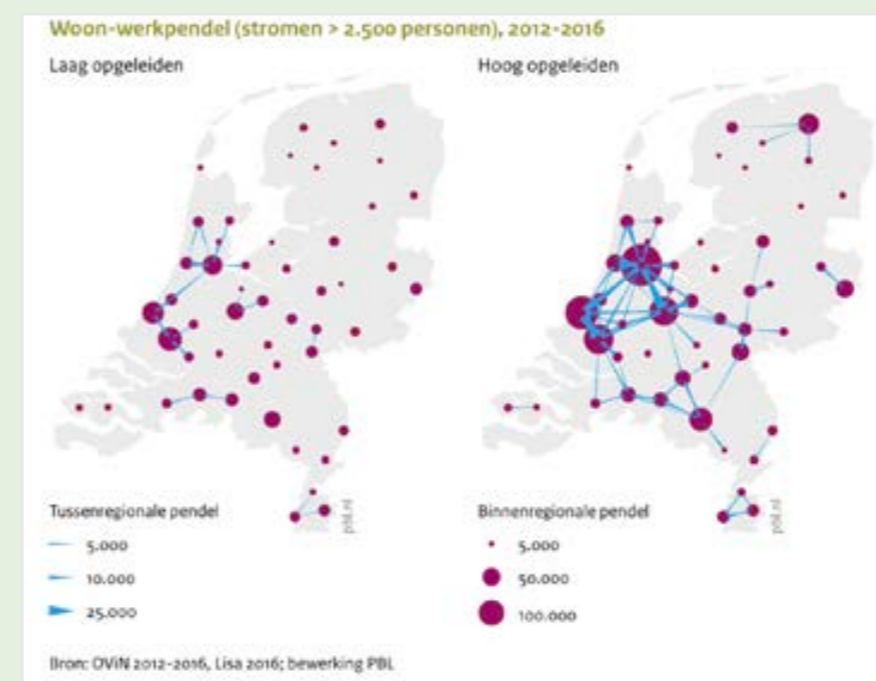 Woon-werkpendel (stromen > 2.500 personen), 2012-2016
Laag opgeleiden
Hoog opgeleiden
Tussenregionale pendel
5.000
10.000
25.000
pbl.nl
Binnenregionale pendel
5.000
50.000
100.000
pbl.nl
Bron: OViN 2012-2016, Lisa 2016; bewerking PBL